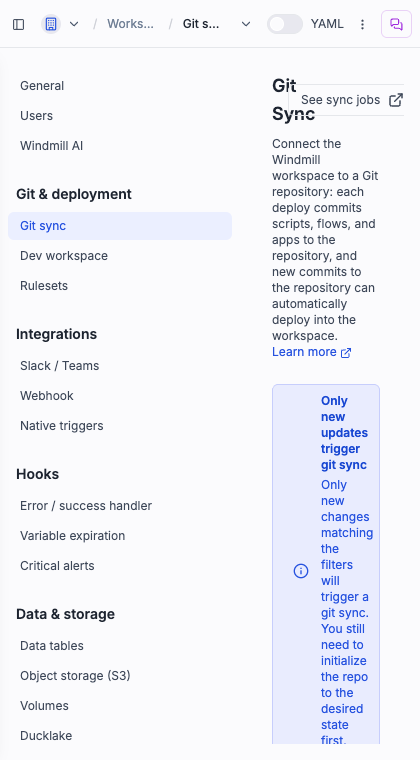 / Works... / Git s... YAML
General
Users
Windmill AI
Git & deployment
Git sync
Dev workspace
Rulesets
Integrations
Slack / Teams
Webhook
Native triggers
Hooks
Error / success handler
Variable expiration
Critical alerts
Data & storage
Data tables
Object storage (S3)
Volumes
Ducklake
Git
Sync
See sync jobs
Connect the
Windmill
workspace to a Git
repository: each
deploy commits
scripts, flows, and
apps to the
repository, and
new commits to
the repository can
automatically
deploy into the
workspace.
Learn more
Only
new
updates
trigger
git sync
Only
new
changes
matching
the
filters
will
trigger a
git sync.
You still
need to
initialize
the repo
to the
desired
state
first.